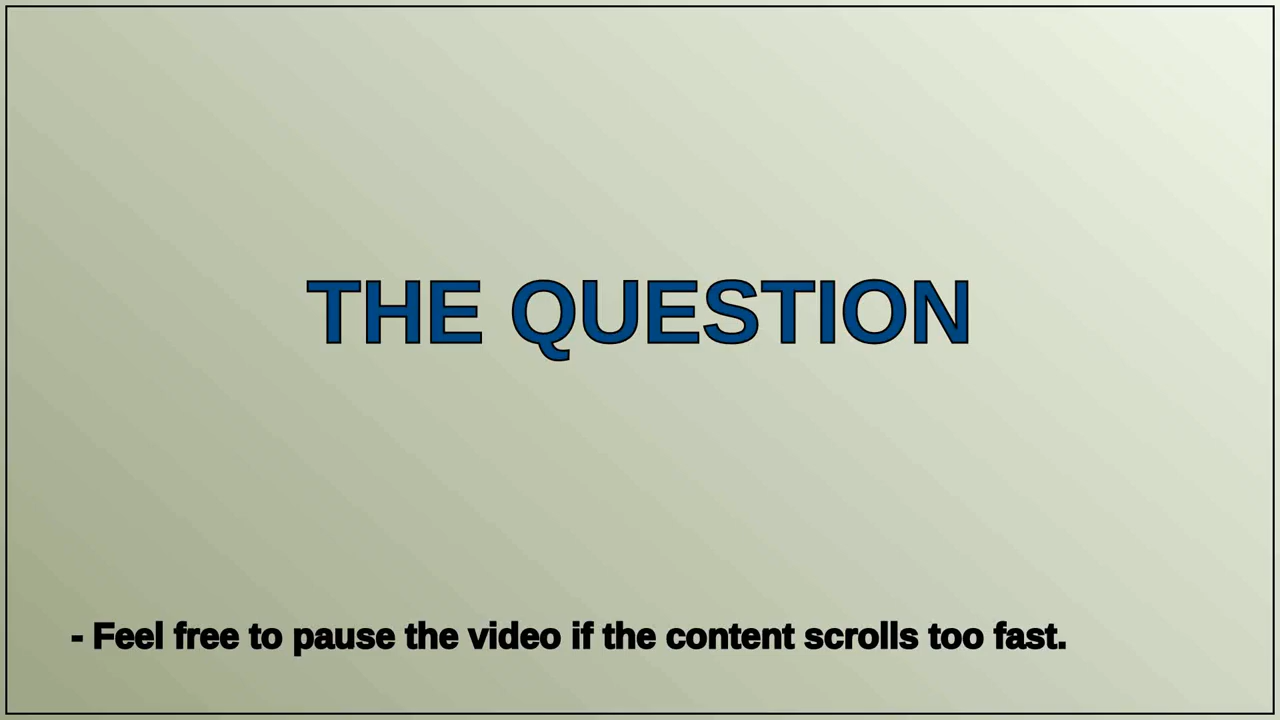 THE QUESTION
- Feel free to pause the video if the content scrolls too fast.